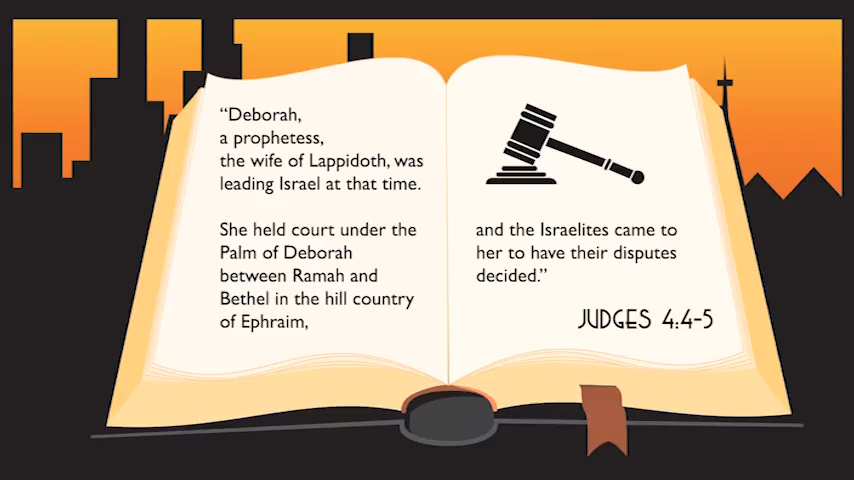 “Deborah,
a prophetess,
the wife of Lappidoth, was
leading Israel at that time.
She held court under the
Palm of Deborah
between Ramah and
Bethel in the hill country
of Ephraim,
and the Israelites came to
her to have their disputes
decided.”
JUDGES 4:4-5